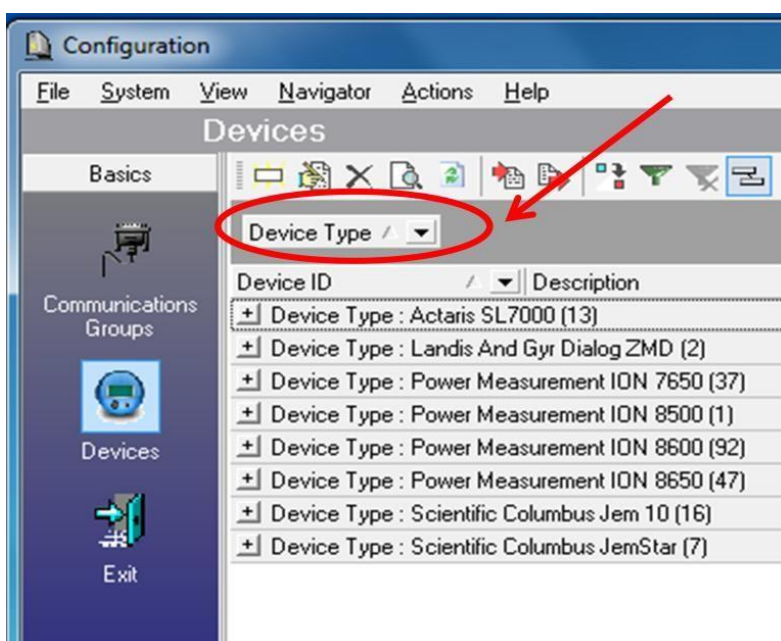 Configuration
File System View Navigator Actions Help
Devices
Basics
Device Type
Communications
Groups
Devices
Exit
Device ID Description
Device Type : Actaris SL7000 (13)
Device Type : Landis And Gyr Dialog ZMD (2)
Device Type : Power Measurement ION 7650 (37)
Device Type : Power Measurement ION 8500 (1)
Device Type : Power Measurement ION 8600 (92)
Device Type : Power Measurement ION 8650 (47)
Device Type : Scientific Columbus Jem 10 (16)
Device Type : Scientific Columbus JemStar (7)